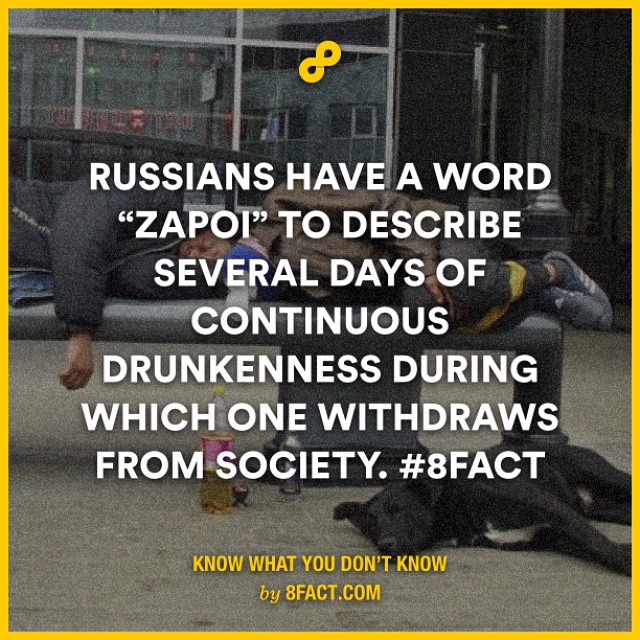 RUSSIANS HAVE A WORD
“ZAPOI” TO DESCRIBE
SEVERAL DAYS OF
CONTINUOUS
DRUNKENNESS DURING
WHICH ONE WITHDRAWS
FROM SOCIETY. #8FACT
KNOW WHAT YOU DON’T KNOW
by 8FACT.COM